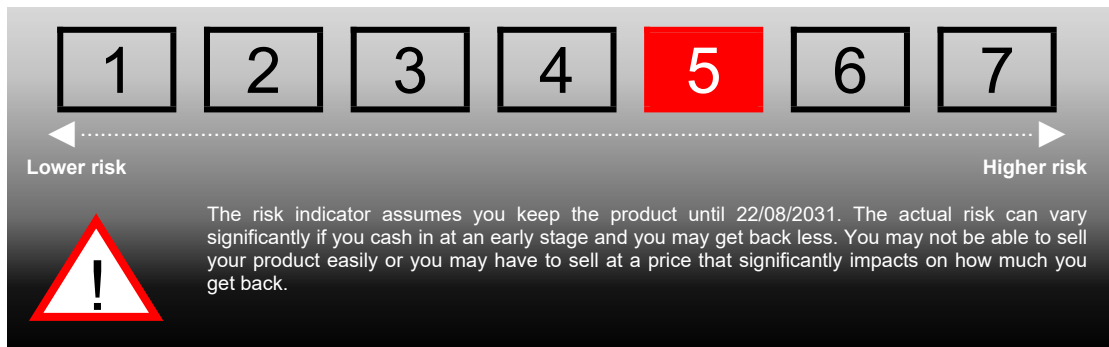 1 2 3 4 5 6 7
Lower risk Higher risk
The risk indicator assumes you keep the product until 22/08/2031. The actual risk can vary
significantly if you cash in at an early stage and you may get back less. You may not be able to sell
your product easily or you may have to sell at a price that significantly impacts on how much you
get back.
!